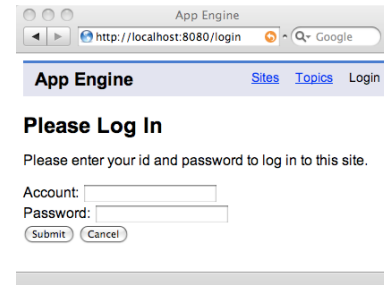 App Engine
http://localhost:8080/login
Google
App Engine
Sites Topics Login
Please Log In
Please enter your id and password to log in to this site.
Account:
Password:
Submit Cancel